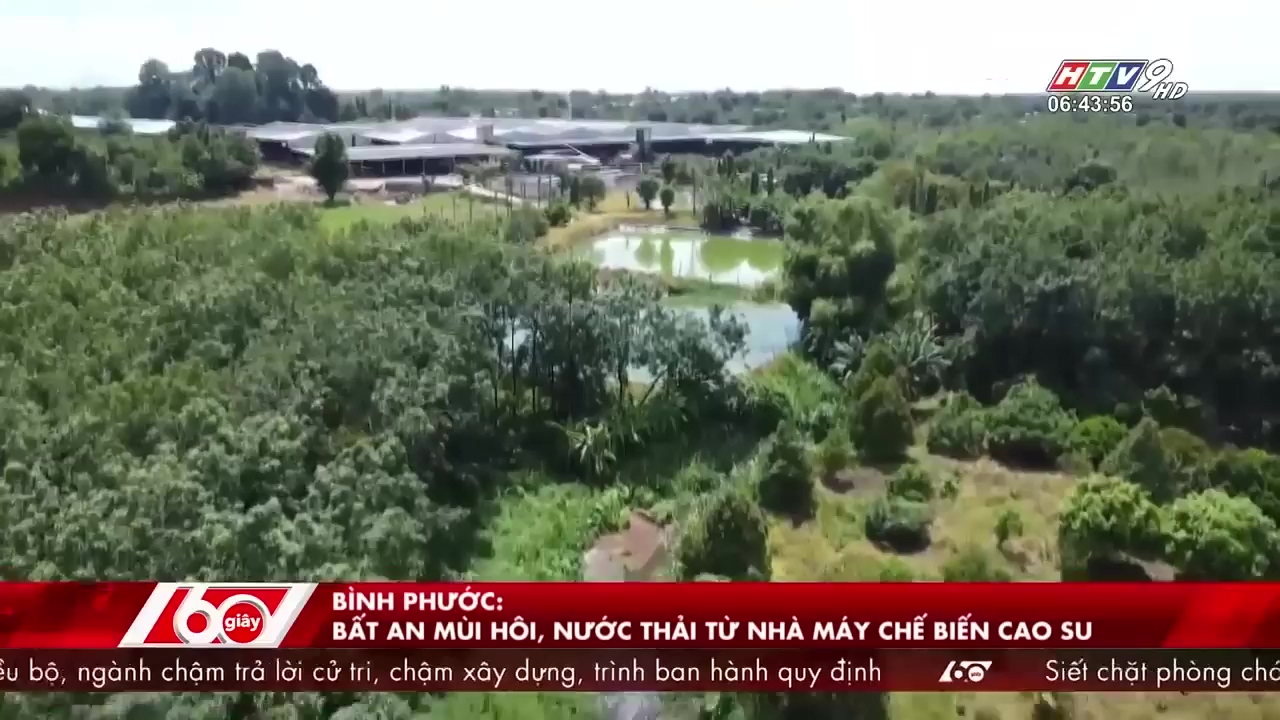 HTV9 HD
06:43:56
60 giây
BÌNH PHƯỚC:
BẤT AN MÙI HÔI, NƯỚC THẢI TỪ NHÀ MÁY CHẾ BIẾN CAO SU
bộ, ngành chậm trả lời cử tri, chậm xây dựng, trình ban hành quy định 60 giây Siết chặt phòng